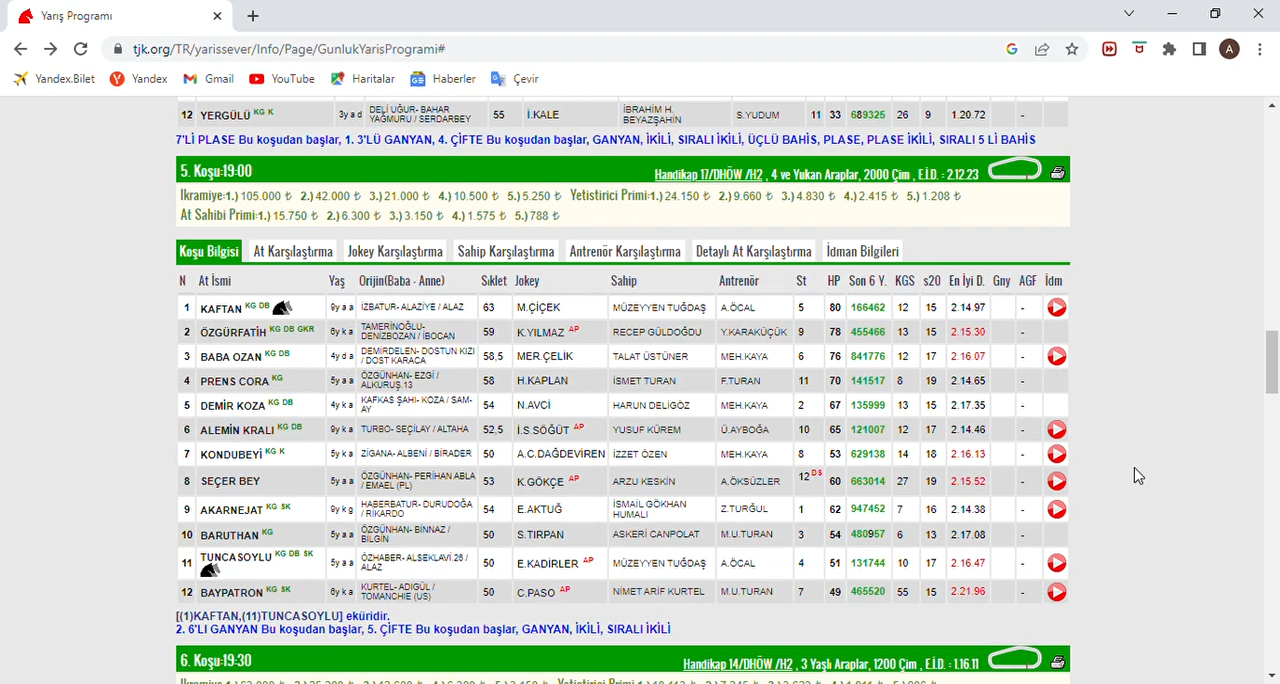 Yarış Programı
tjk.org/TR/yarissever/Info/Page/GunlukYarisProgrami#
A
Yandex.Bilet Yandex Gmail YouTube Haritalar Haberler Çevir
12 YERGÜLÜ KG K 3y a d DELİ UĞUR- BAHAR YAĞMURU / SERDARBEY 55 İ.KALE İBRAHİM H. BEYAZŞAHİN S.YUDUM 11 33 689325 26 9 1.20.72 -
7'Lİ PLASE Bu koşudan başlar, 1. 3'LÜ GANYAN, 4. ÇİFTE Bu koşudan başlar, GANYAN, İKİLİ, SIRALI İKİLİ, ÜÇLÜ BAHİS, PLASE, PLASE İKİLİ, SIRALI 5 Lİ BAHİS
5. Koşu:19:00 Handikap 17/DHÖW /H2 , 4 ve Yukarı Araplar, 2000 Çim , E.İ.D. : 2.12.23
İkramiye:1.) 105.000 ₺ 2.) 42.000 ₺ 3.) 21.000 ₺ 4.) 10.500 ₺ 5.) 5.250 ₺ Yetistirici Primi:1.) 24.150 ₺ 2.) 9.660 ₺ 3.) 4.830 ₺ 4.) 2.415 ₺ 5.) 1.208 ₺
At Sahibi Primi:1.) 15.750 ₺ 2.) 6.300 ₺ 3.) 3.150 ₺ 4.) 1.575 ₺ 5.) 788 ₺
Koşu Bilgisi At Karşılaştırma Jokey Karşılaştırma Sahip Karşılaştırma Antrenör Karşılaştırma Detaylı At Karşılaştırma İdman Bilgileri
N At İsmi Yaş Orijin(Baba - Anne) Sıklet Jokey Sahip Antrenör St HP Son 6 Y. KGS s20 En İyi D. Gny AGF İdm
1 KAFTAN KG DB 9y a a İZBATUR- ALAZİYE / ALAZ 63 M.ÇİÇEK MÜZEYYEN TUĞDAŞ A.ÖCAL 5 80 166462 12 15 2.14.97 -
2 ÖZGÜRFATİH KG DB GKR 6y k a TAMERİNOĞLU- DENİZBOZAN / İBOCAN 59 K.YILMAZ AP RECEP GÜLDOĞDU Y.KARAKÜÇÜK 9 78 455466 13 15 2.15.30 -
3 BABA OZAN KG DB 4y d a DEMİRDELEN- DOSTUN KIZI / DOST KARACA 58,5 MER.ÇELİK TALAT ÜSTÜNER MEH.KAYA 6 76 841776 12 17 2.16.07 -
4 PRENS CORA KG 5y a a ÖZGÜNHAN- EZGİ / ALKURUŞ.13 58 H.KAPLAN İSMET TURAN F.TURAN 11 70 141517 8 19 2.14.65 -
5 DEMİR KOZA KG DB 4y k a KAFKAS ŞAHI- KOZA / SAM- AY 54 N.AVCİ HARUN DELİGÖZ MEH.KAYA 2 67 135999 13 15 2.17.35 -
6 ALEMİN KRALI KG DB 9y k a TURBO- SEÇİLAY / ALTAHA 52,5 İ.S.SÖĞÜT AP YUSUF KÜREM Ü.AYBOĞA 10 65 121007 12 17 2.14.46 -
7 KONDUBEYİ KG K 5y k a ZİGANA- ALBENİ / BİRADER 50 A.C.DAĞDEVİREN İZZET ÖZEN MEH.KAYA 8 53 629138 14 18 2.16.13 -
8 SEÇER BEY 5y a a ÖZGÜNHAN- PERİHAN ABLA / EMAEL (PL) 53 K.GÖKÇE AP ARZU KESKİN A.ÖKSÜZLER 12 DS 60 663014 27 19 2.15.52 -
9 AKARNEJAT KG SK 9y k g HABERBATUR- DURUDOĞA / RIKARDO 54 E.AKTUĞ İSMAİL GÖKHAN HUMALI Z.TURĞUL 1 62 947452 7 16 2.14.38 -
10 BARUTHAN KG 5y a a ÖZGÜNHAN- BİNNAZ / BİLGİN 50 S.TIRPAN ASKERİ CANPOLAT M.U.TURAN 3 54 480957 6 13 2.17.08 -
11 TUNCASOYLU KG DB SK 5y a a ÖZHABER- ALSEKLAVİ.26 / ALAZ 50 E.KADİRLER AP MÜZEYYEN TUĞDAŞ A.ÖCAL 4 51 131744 10 17 2.16.47 -
12 BAYPATRON KG SK 6y k a KURTEL- ADIGÜL / TOMANCHIE (US) 50 C.PASO AP NİMET ARİF KURTEL M.U.TURAN 7 49 465520 55 15 2.21.96 -
[(1)KAFTAN,(11)TUNCASOYLU] eküridir.
2. 6'LI GANYAN Bu koşudan başlar, 5. ÇİFTE Bu koşudan başlar, GANYAN, İKİLİ, SIRALI İKİLİ
6. Koşu:19:30 Handikap 14/DHÖW /H2 , 3 Yaşlı Araplar, 1200 Çim , E.İ.D. : 1.16.11